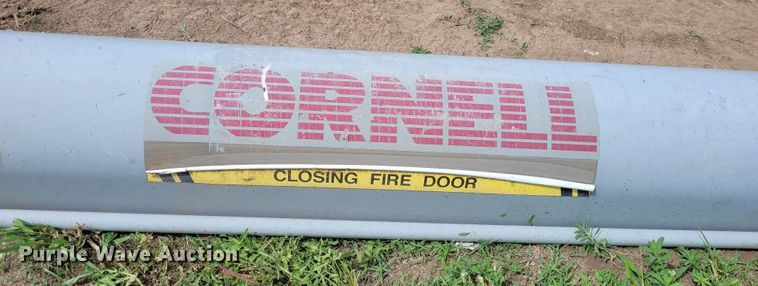 CORNELL
CLOSING FIRE DOOR
Purple Wave Auction